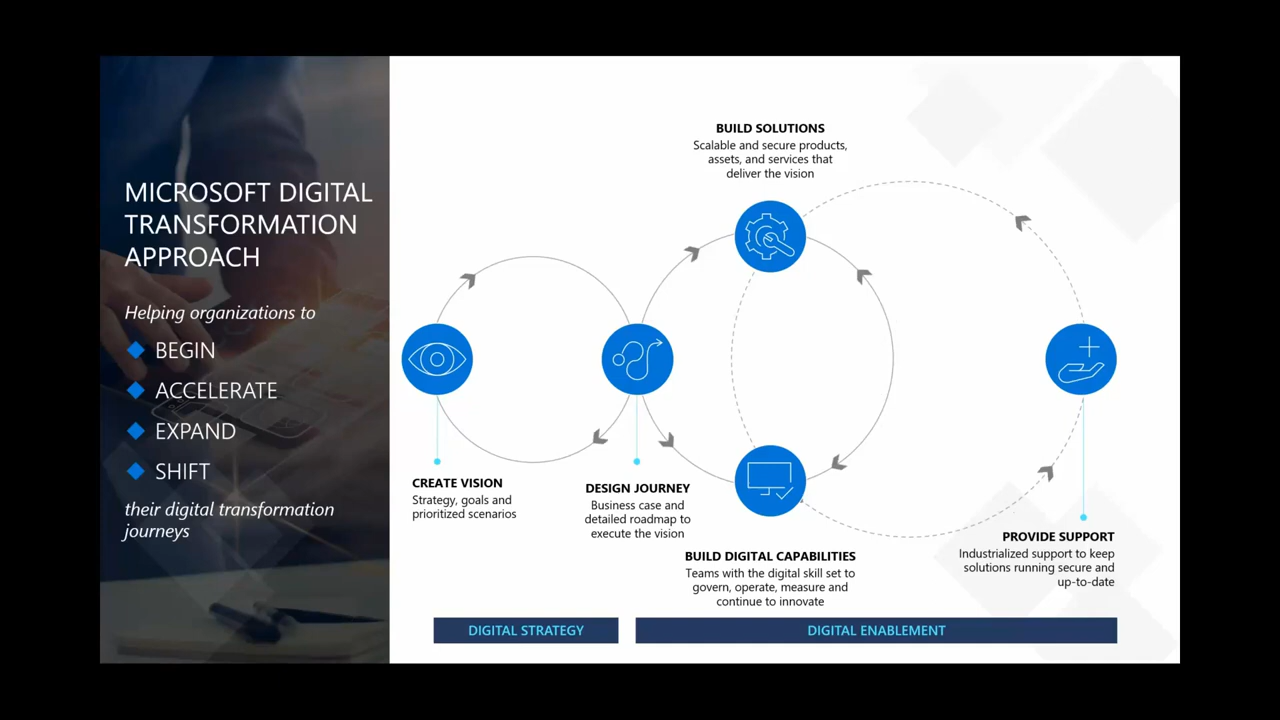 MICROSOFT DIGITAL
TRANSFORMATION
APPROACH
Helping organizations to
BEGIN
ACCELERATE
EXPAND
SHIFT
their digital transformation
journeys
BUILD SOLUTIONS
Scalable and secure products,
assets, and services that
deliver the vision
CREATE VISION
Strategy, goals and
prioritized scenarios
DESIGN JOURNEY
Business case and
detailed roadmap to
execute the vision
BUILD DIGITAL CAPABILITIES
Teams with the digital skill set to
govern, operate, measure and
continue to innovate
PROVIDE SUPPORT
Industrialized support to keep
solutions running secure and
up-to-date
DIGITAL STRATEGY
DIGITAL ENABLEMENT